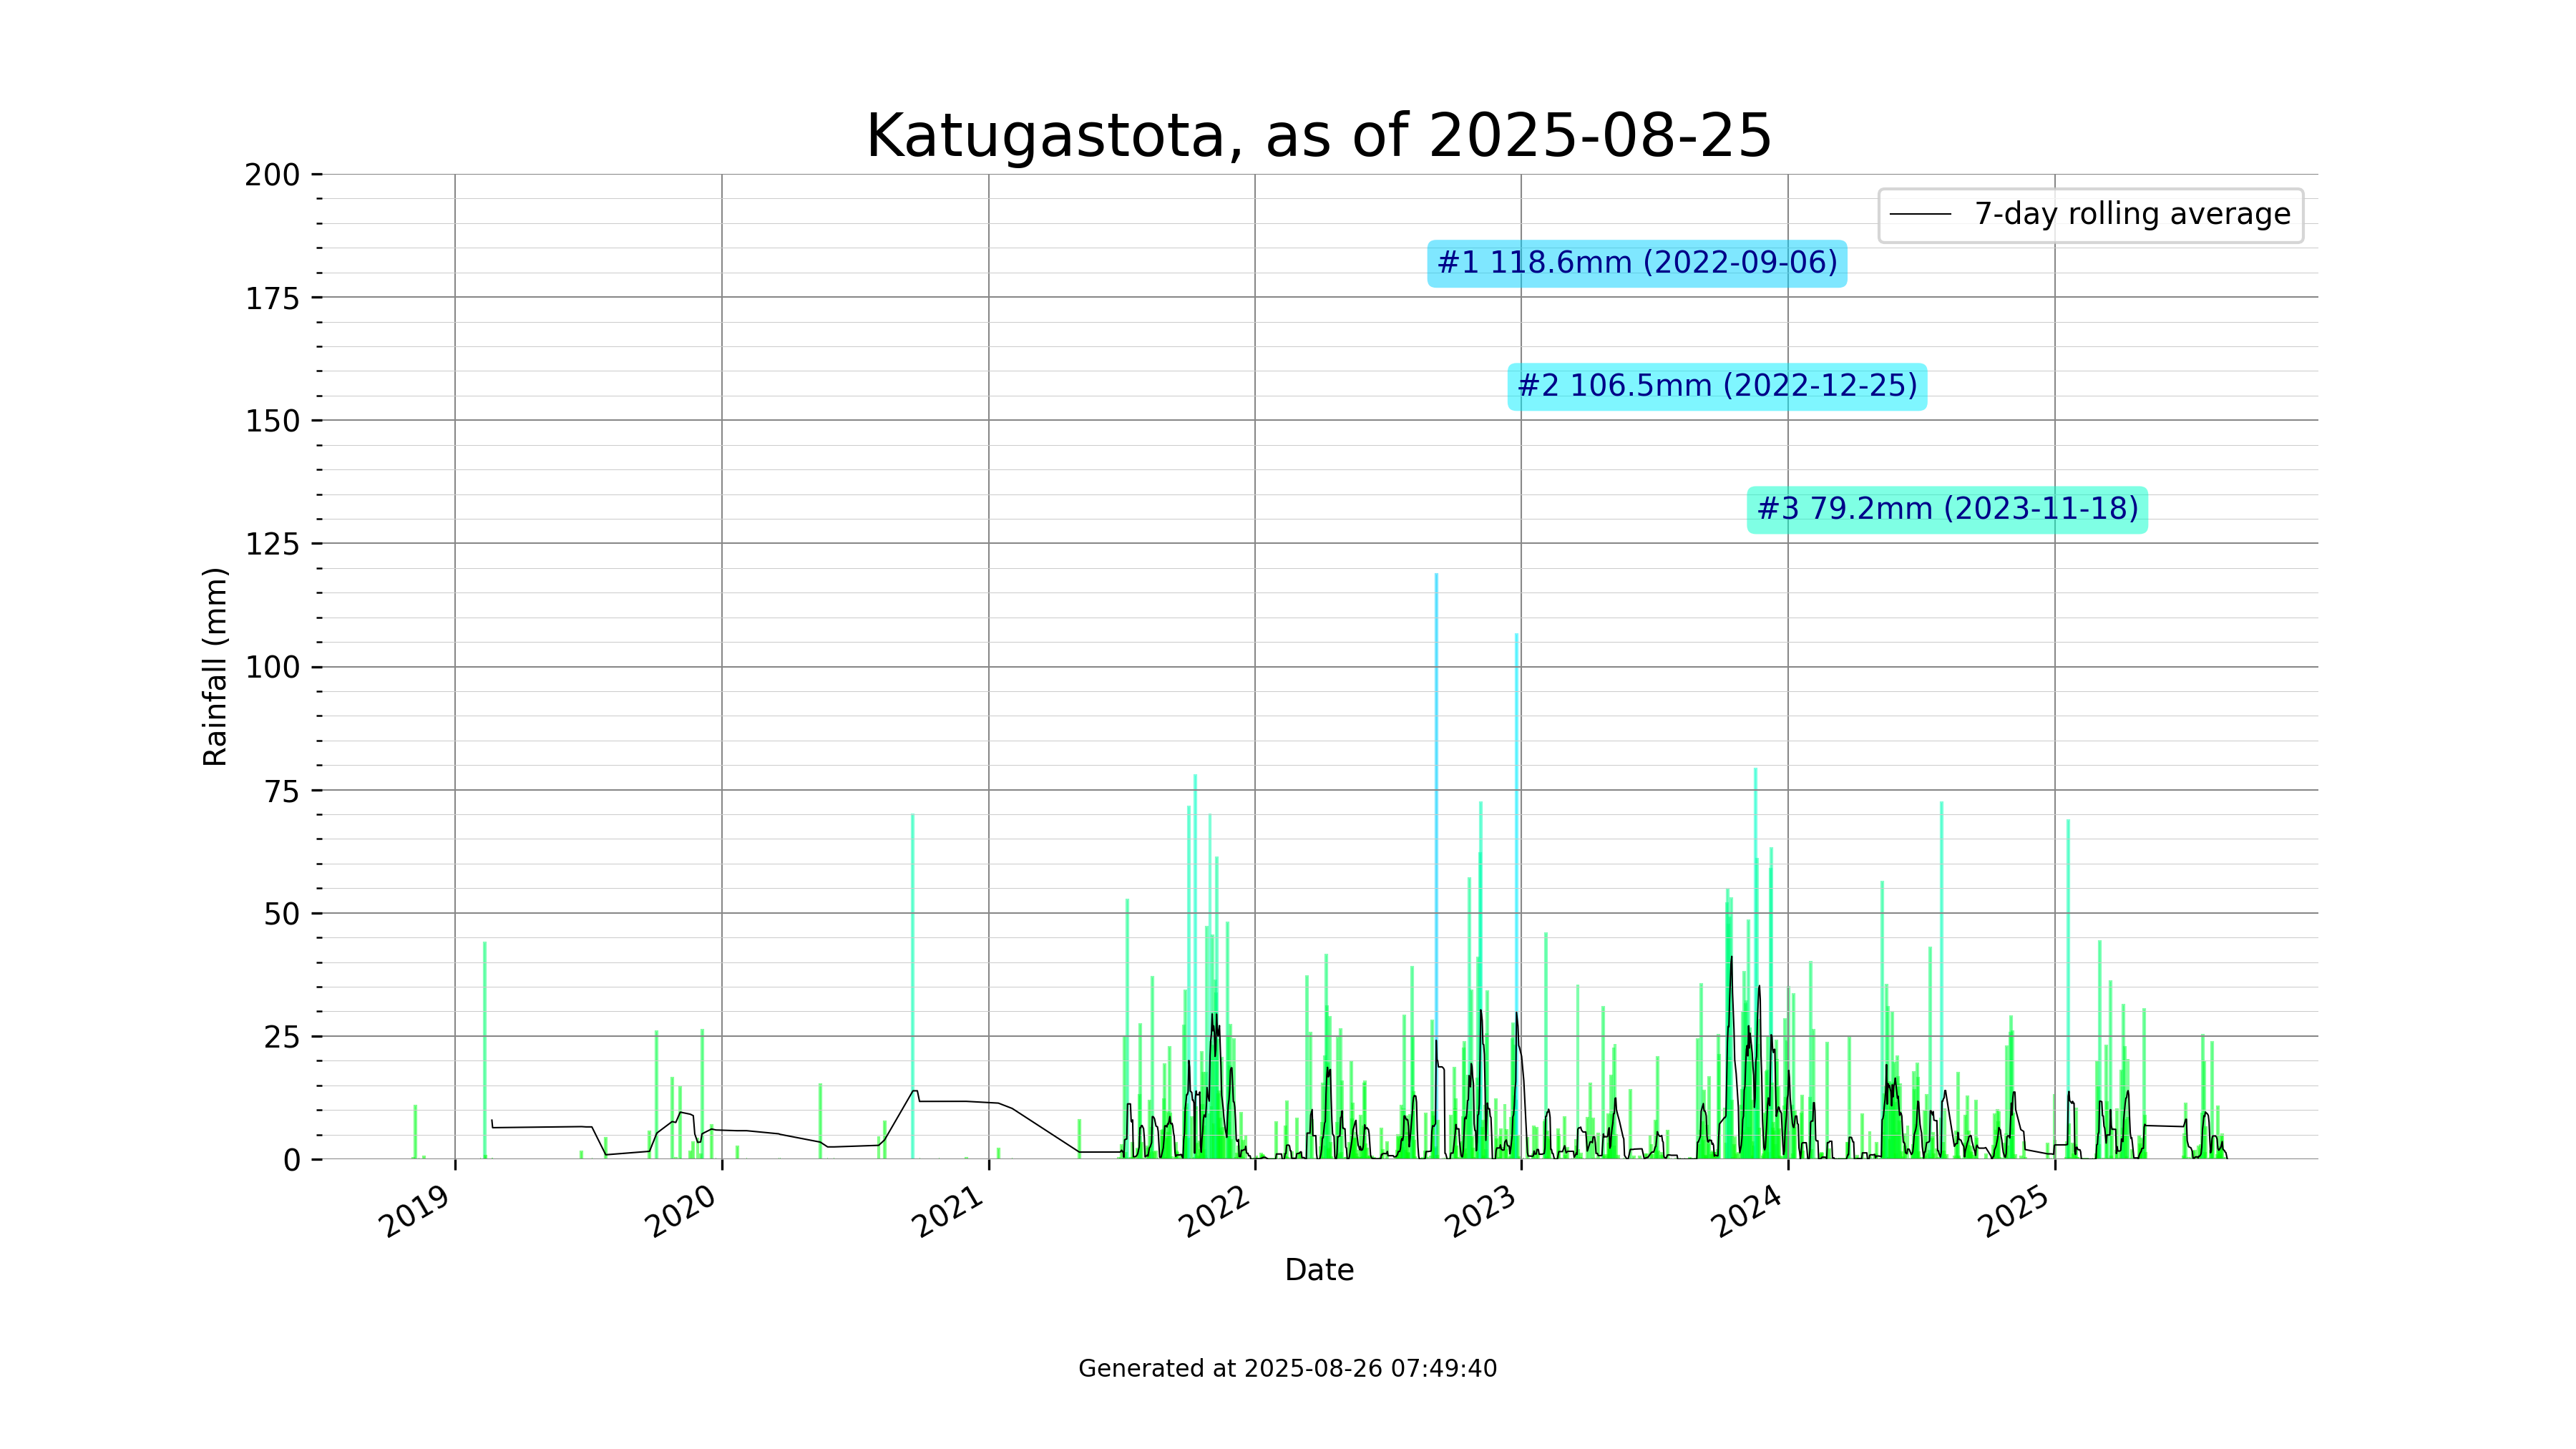 Katugastota, as of 2025-08-25
200
175
150
125
100
75
50
25
0
Rainfall (mm)
7-day rolling average
#1 118.6mm (2022-09-06)
#2 106.5mm (2022-12-25)
#3 79.2mm (2023-11-18)
2019
2020
2021
2022
2023
2024
2025
Date
Generated at 2025-08-26 07:49:40